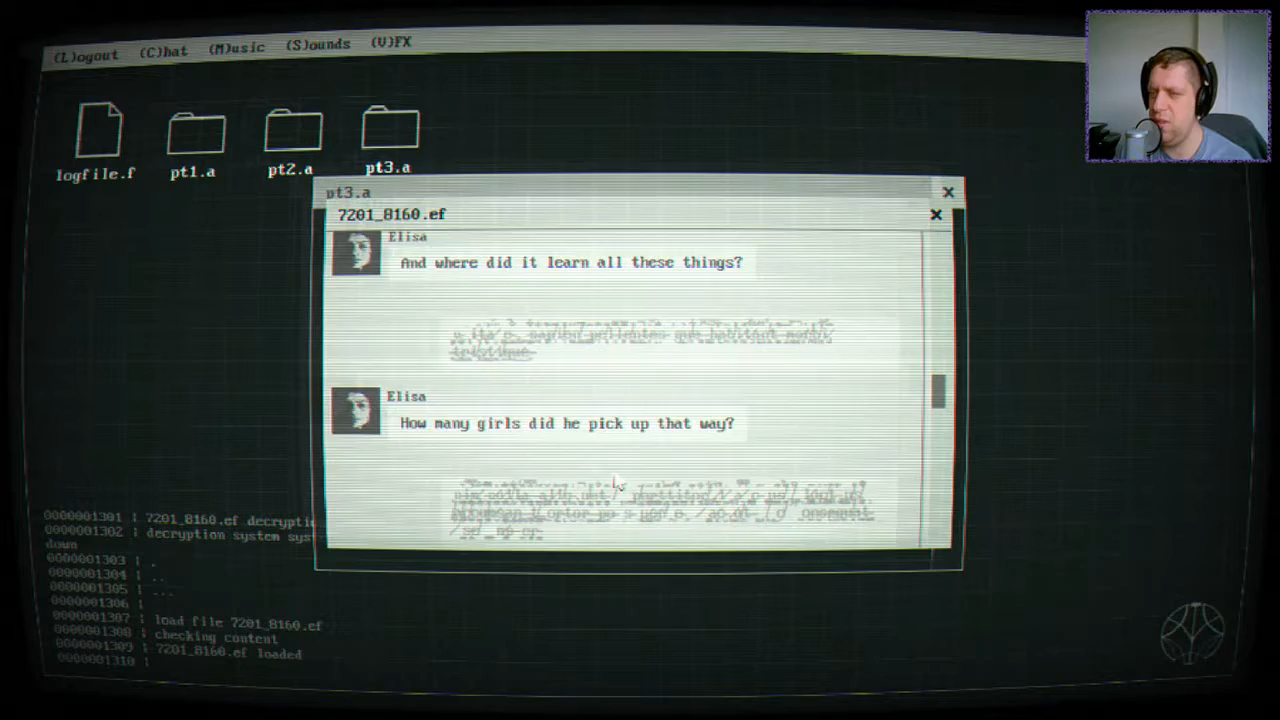 (L)ogout (C)hat (M)usic (S)ounds (V)FX
logfile.f pt1.a pt2.a pt3.a
pt3.a x
7201_8160.ef x
Elisa
And where did it learn all these things?
Elisa
How many girls did he pick up that way?
0000001301 | 7201_8160.ef decryptio
0000001302 | decryption system sys
down
0000001303 | .
0000001304 | ..
0000001305 | ...
0000001306 |
0000001307 | load file 7201_8160.ef
0000001308 | checking content
0000001309 | 7201_8160.ef loaded
0000001310 |